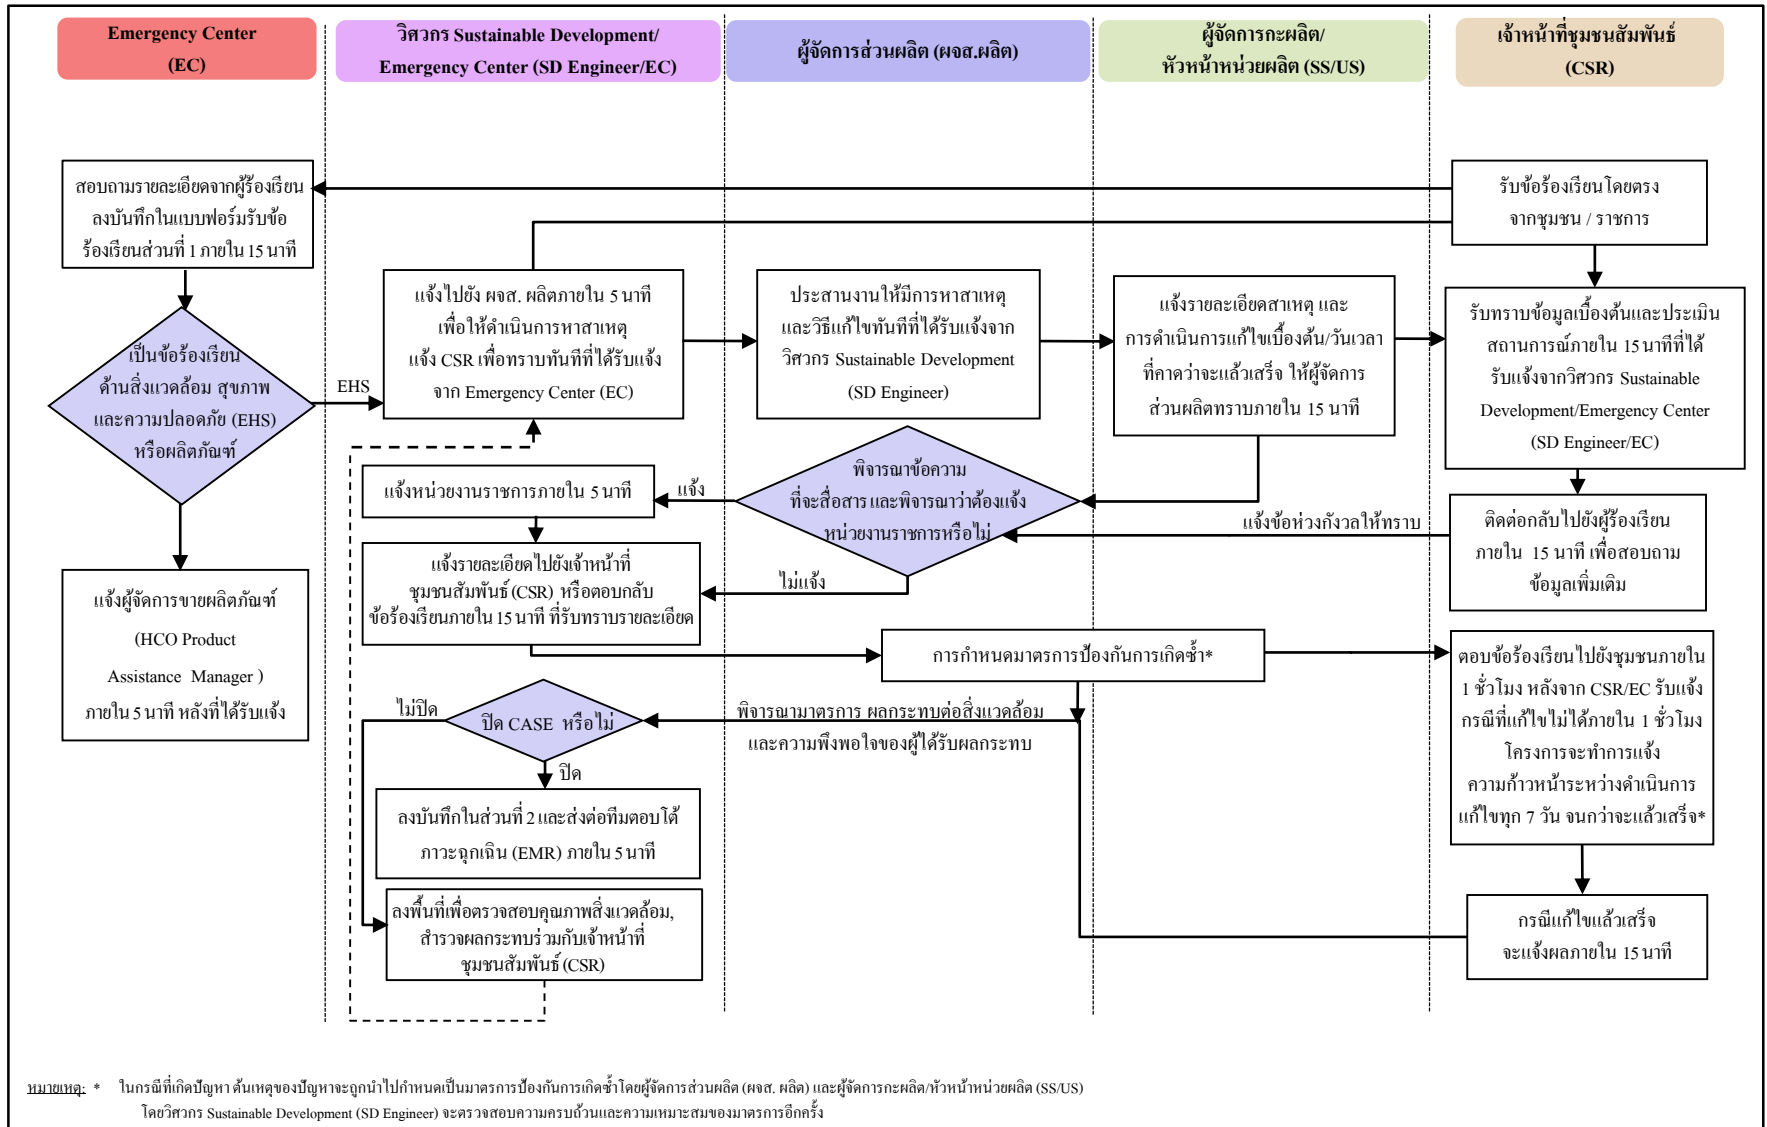 Emergency Center
(EC)
วิศวกร Sustainable Development/
Emergency Center (SD Engineer/EC)
ผู้จัดการส่วนผลิต (ผจส.ผลิต)
ผู้จัดการกะผลิต/
หัวหน้าหน่วยผลิต (SS/US)
เจ้าหน้าที่ชุมชนสัมพันธ์
(CSR)
สอบถามรายละเอียดจากผู้ร้องเรียน
ลงบันทึกในแบบฟอร์มรับข้อ
ร้องเรียนส่วนที่ 1 ภายใน 15 นาที
รับข้อร้องเรียนโดยตรง
จากชุมชน / ราชการ
เป็นข้อร้องเรียน
ด้านสิ่งแวดล้อม สุขภาพ
และความปลอดภัย (EHS)
หรือผลิตภัณฑ์
EHS
แจ้งไปยัง ผจส. ผลิตภายใน 5 นาที
เพื่อให้ดำเนินการหาสาเหตุ
แจ้ง CSR เพื่อทราบทันทีที่ได้รับแจ้ง
จาก Emergency Center (EC)
ประสานงานให้มีการหาสาเหตุ
และวิธีแก้ไขทันทีที่ได้รับแจ้งจาก
วิศวกร Sustainable Development
(SD Engineer)
แจ้งรายละเอียดสาเหตุ และ
การดำเนินการแก้ไขเบื้องต้น/วันเวลา
ที่คาดว่าจะแล้วเสร็จ ให้ผู้จัดการ
ส่วนผลิตทราบภายใน 15 นาที
รับทราบข้อมูลเบื้องต้นและประเมิน
สถานการณ์ภายใน 15 นาทีที่ได้
รับแจ้งจากวิศวกร Sustainable
Development/Emergency Center
(SD Engineer/EC)
แจ้งหน่วยงานราชการภายใน 5 นาที
แจ้ง
พิจารณาข้อความ
ที่จะสื่อสาร และพิจารณาว่าต้องแจ้ง
หน่วยงานราชการหรือไม่
แจ้งข้อห่วงกังวลให้ทราบ
ติดต่อกลับไปยังผู้ร้องเรียน
ภายใน 15 นาที เพื่อสอบถาม
ข้อมูลเพิ่มเติม
แจ้งรายละเอียดไปยังเจ้าหน้าที่
ชุมชนสัมพันธ์ (CSR) หรือตอบกลับ
ข้อร้องเรียนภายใน 15 นาที ที่รับทราบรายละเอียด
ไม่แจ้ง
แจ้งผู้จัดการขายผลิตภัณฑ์
(HCO Product
Assistance Manager )
ภายใน 5 นาที หลังที่ได้รับแจ้ง
การกำหนดมาตรการป้องกันการเกิดซ้ำ*
ตอบข้อร้องเรียนไปยังชุมชนภายใน
1 ชั่วโมง หลังจาก CSR/EC รับแจ้ง
กรณีที่แก้ไขไม่ได้ภายใน 1 ชั่วโมง
โครงการจะทำการแจ้ง
ความก้าวหน้าระหว่างดำเนินการ
แก้ไขทุก 7 วัน จนกว่าจะแล้วเสร็จ*
ไม่ปิด
ปิด CASE หรือไม่
พิจารณามาตรการ ผลกระทบต่อสิ่งแวดล้อม
และความพึงพอใจของผู้ได้รับผลกระทบ
ปิด
ลงบันทึกในส่วนที่ 2 และส่งต่อทีมตอบโต้
ภาวะฉุกเฉิน (EMR) ภายใน 5 นาที
ลงพื้นที่เพื่อตรวจสอบคุณภาพสิ่งแวดล้อม,
สำรวจผลกระทบร่วมกับเจ้าหน้าที่
ชุมชนสัมพันธ์ (CSR)
กรณีแก้ไขแล้วเสร็จ
จะแจ้งผลภายใน 15 นาที
หมายเหตุ: * ในกรณีที่เกิดปัญหา ต้นเหตุของปัญหาจะถูกนำไปกำหนดเป็นมาตรการป้องกันการเกิดซ้ำโดยผู้จัดการส่วนผลิต (ผจส. ผลิต) และผู้จัดการกะผลิต/หัวหน้าหน่วยผลิต (SS/US)
โดยวิศวกร Sustainable Development (SD Engineer) จะตรวจสอบความครบถ้วนและความเหมาะสมของมาตรการอีกครั้ง